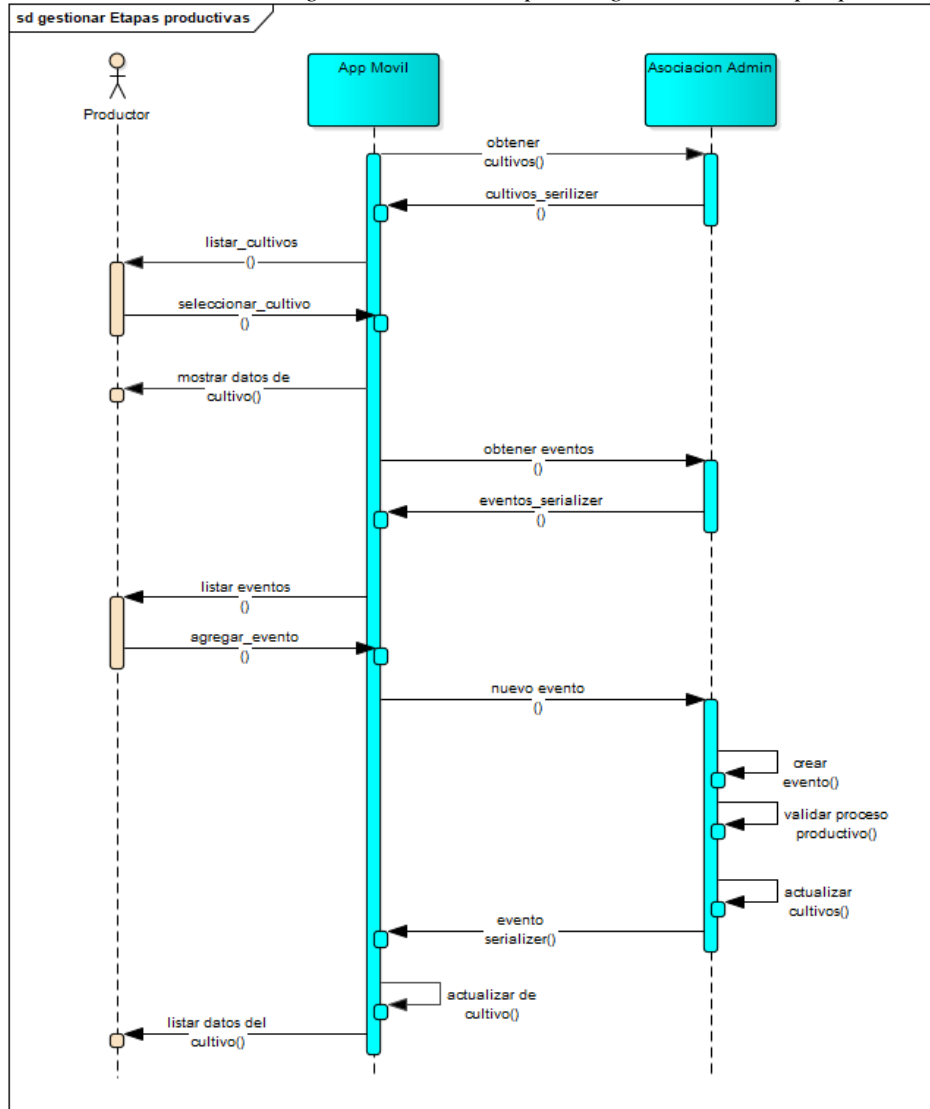 sd gestionar Etapas productivas
Productor
App Movil
Asociacion Admin
obtener
cultivos()
cultivos_serilizer
()
listar_cultivos
()
seleccionar_cultivo
()
mostrar datos de
cultivo()
obtener eventos
()
eventos_serializer
()
listar eventos
()
agregar_evento
()
nuevo evento
()
crear
evento()
validar proceso
productivo()
actualizar
cultivos()
evento
serializer()
actualizar de
cultivo()
listar datos del
cultivo()